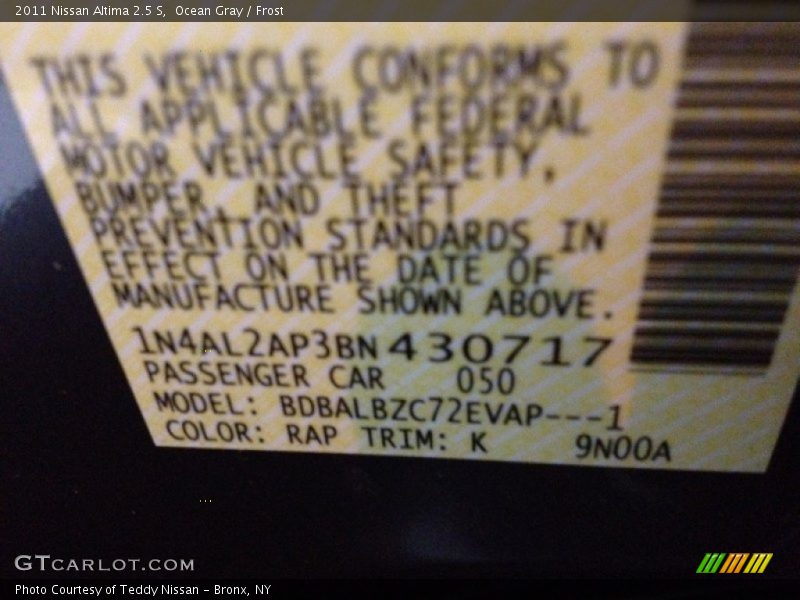 2011 Nissan Altima 2.5 S, Ocean Gray / Frost
THIS VEHICLE CONFORMS TO
ALL APPLICABLE FEDERAL
MOTOR VEHICLE SAFETY,
BUMPER, AND THEFT
PREVENTION STANDARDS IN
EFFECT ON THE DATE OF
MANUFACTURE SHOWN ABOVE.
1N4AL2AP3BN430717
PASSENGER CAR 050
MODEL: BDBALBZC72EVAP---1
COLOR: RAP TRIM: K 9N00A
GTCARLOT.COM
Photo Courtesy of Teddy Nissan - Bronx, NY